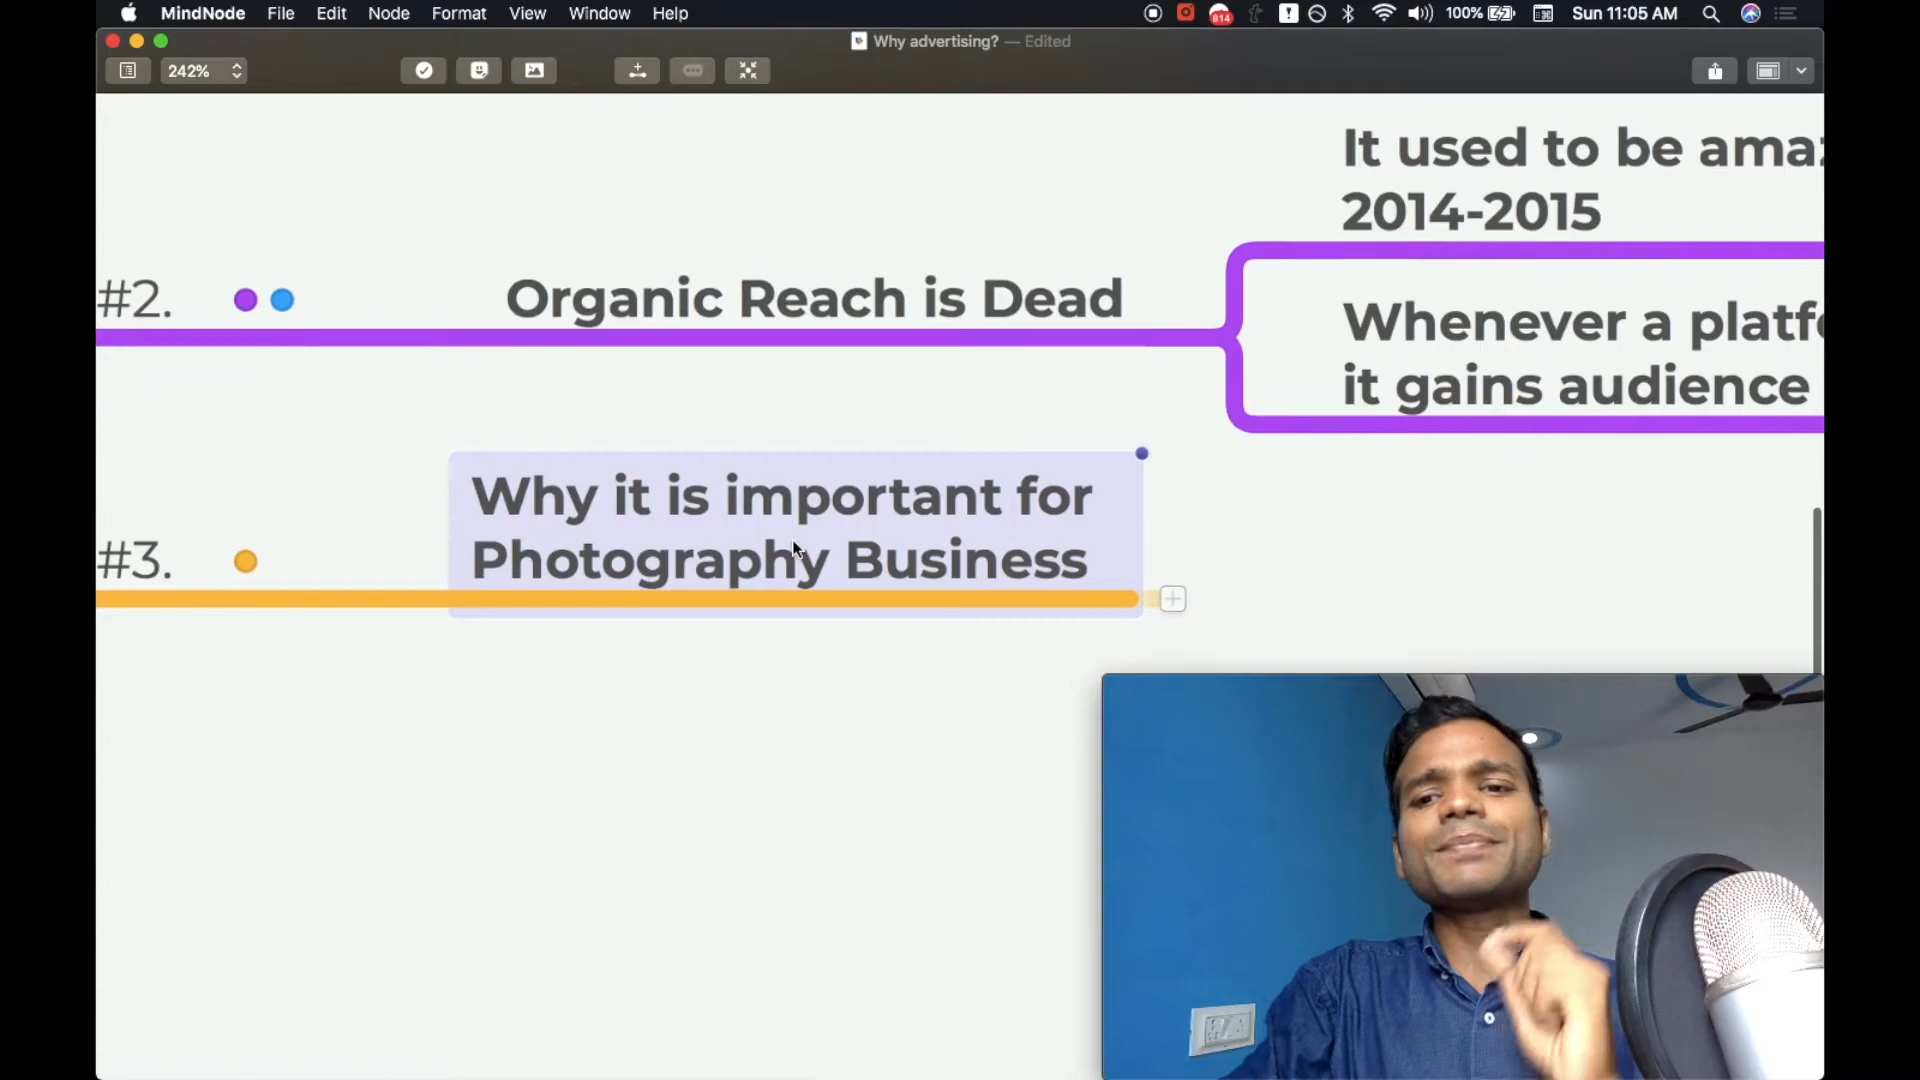 MindNode File Edit Node Format View Window Help 814 100% Sun 11:05 AM
Why advertising? — Edited
242%
It used to be ama
2014-2015
#2. Organic Reach is Dead
Whenever a platf
it gains audience
Why it is important for
#3. Photography Business